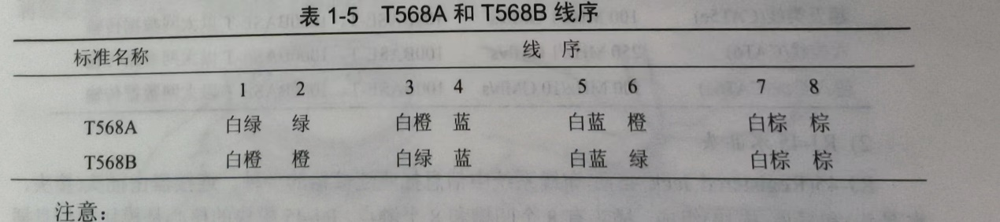 表 1-5 T568A 和 T568B 线序
标准名称 线 序
1 2 3 4 5 6 7 8
T568A 白绿 绿 白橙 蓝 白蓝 橙 白棕 棕
T568B 白橙 橙 白绿 蓝 白蓝 绿 白棕 棕
注意：